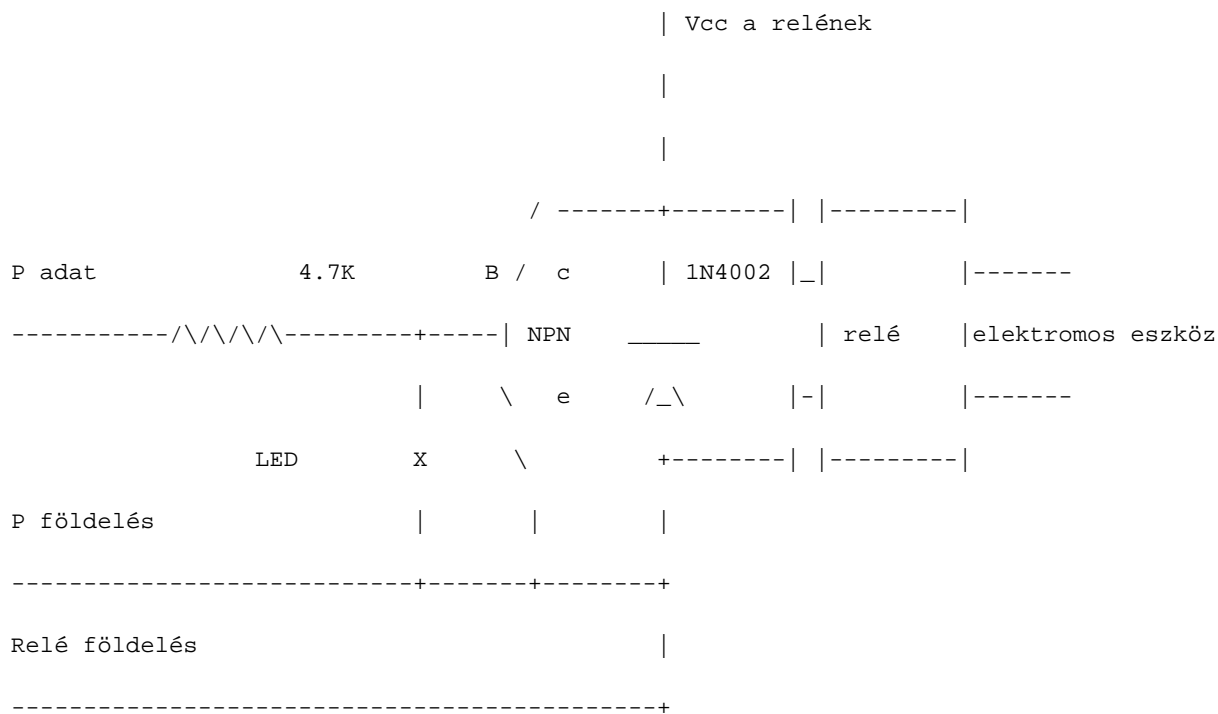 | Vcc a relének
|
|
/ -------+--------| |---------|
P adat 4.7K B / c | 1N4002 |_| |-------
-----------/\/\/\/\---------+-----| NPN _____ | relé |elektromos eszköz
| \ e /_\ |-| |-------
LED X \ +--------| |---------|
P földelés | | |
----------------------------+-------+--------+
Relé földelés |
---------------------------------------------+